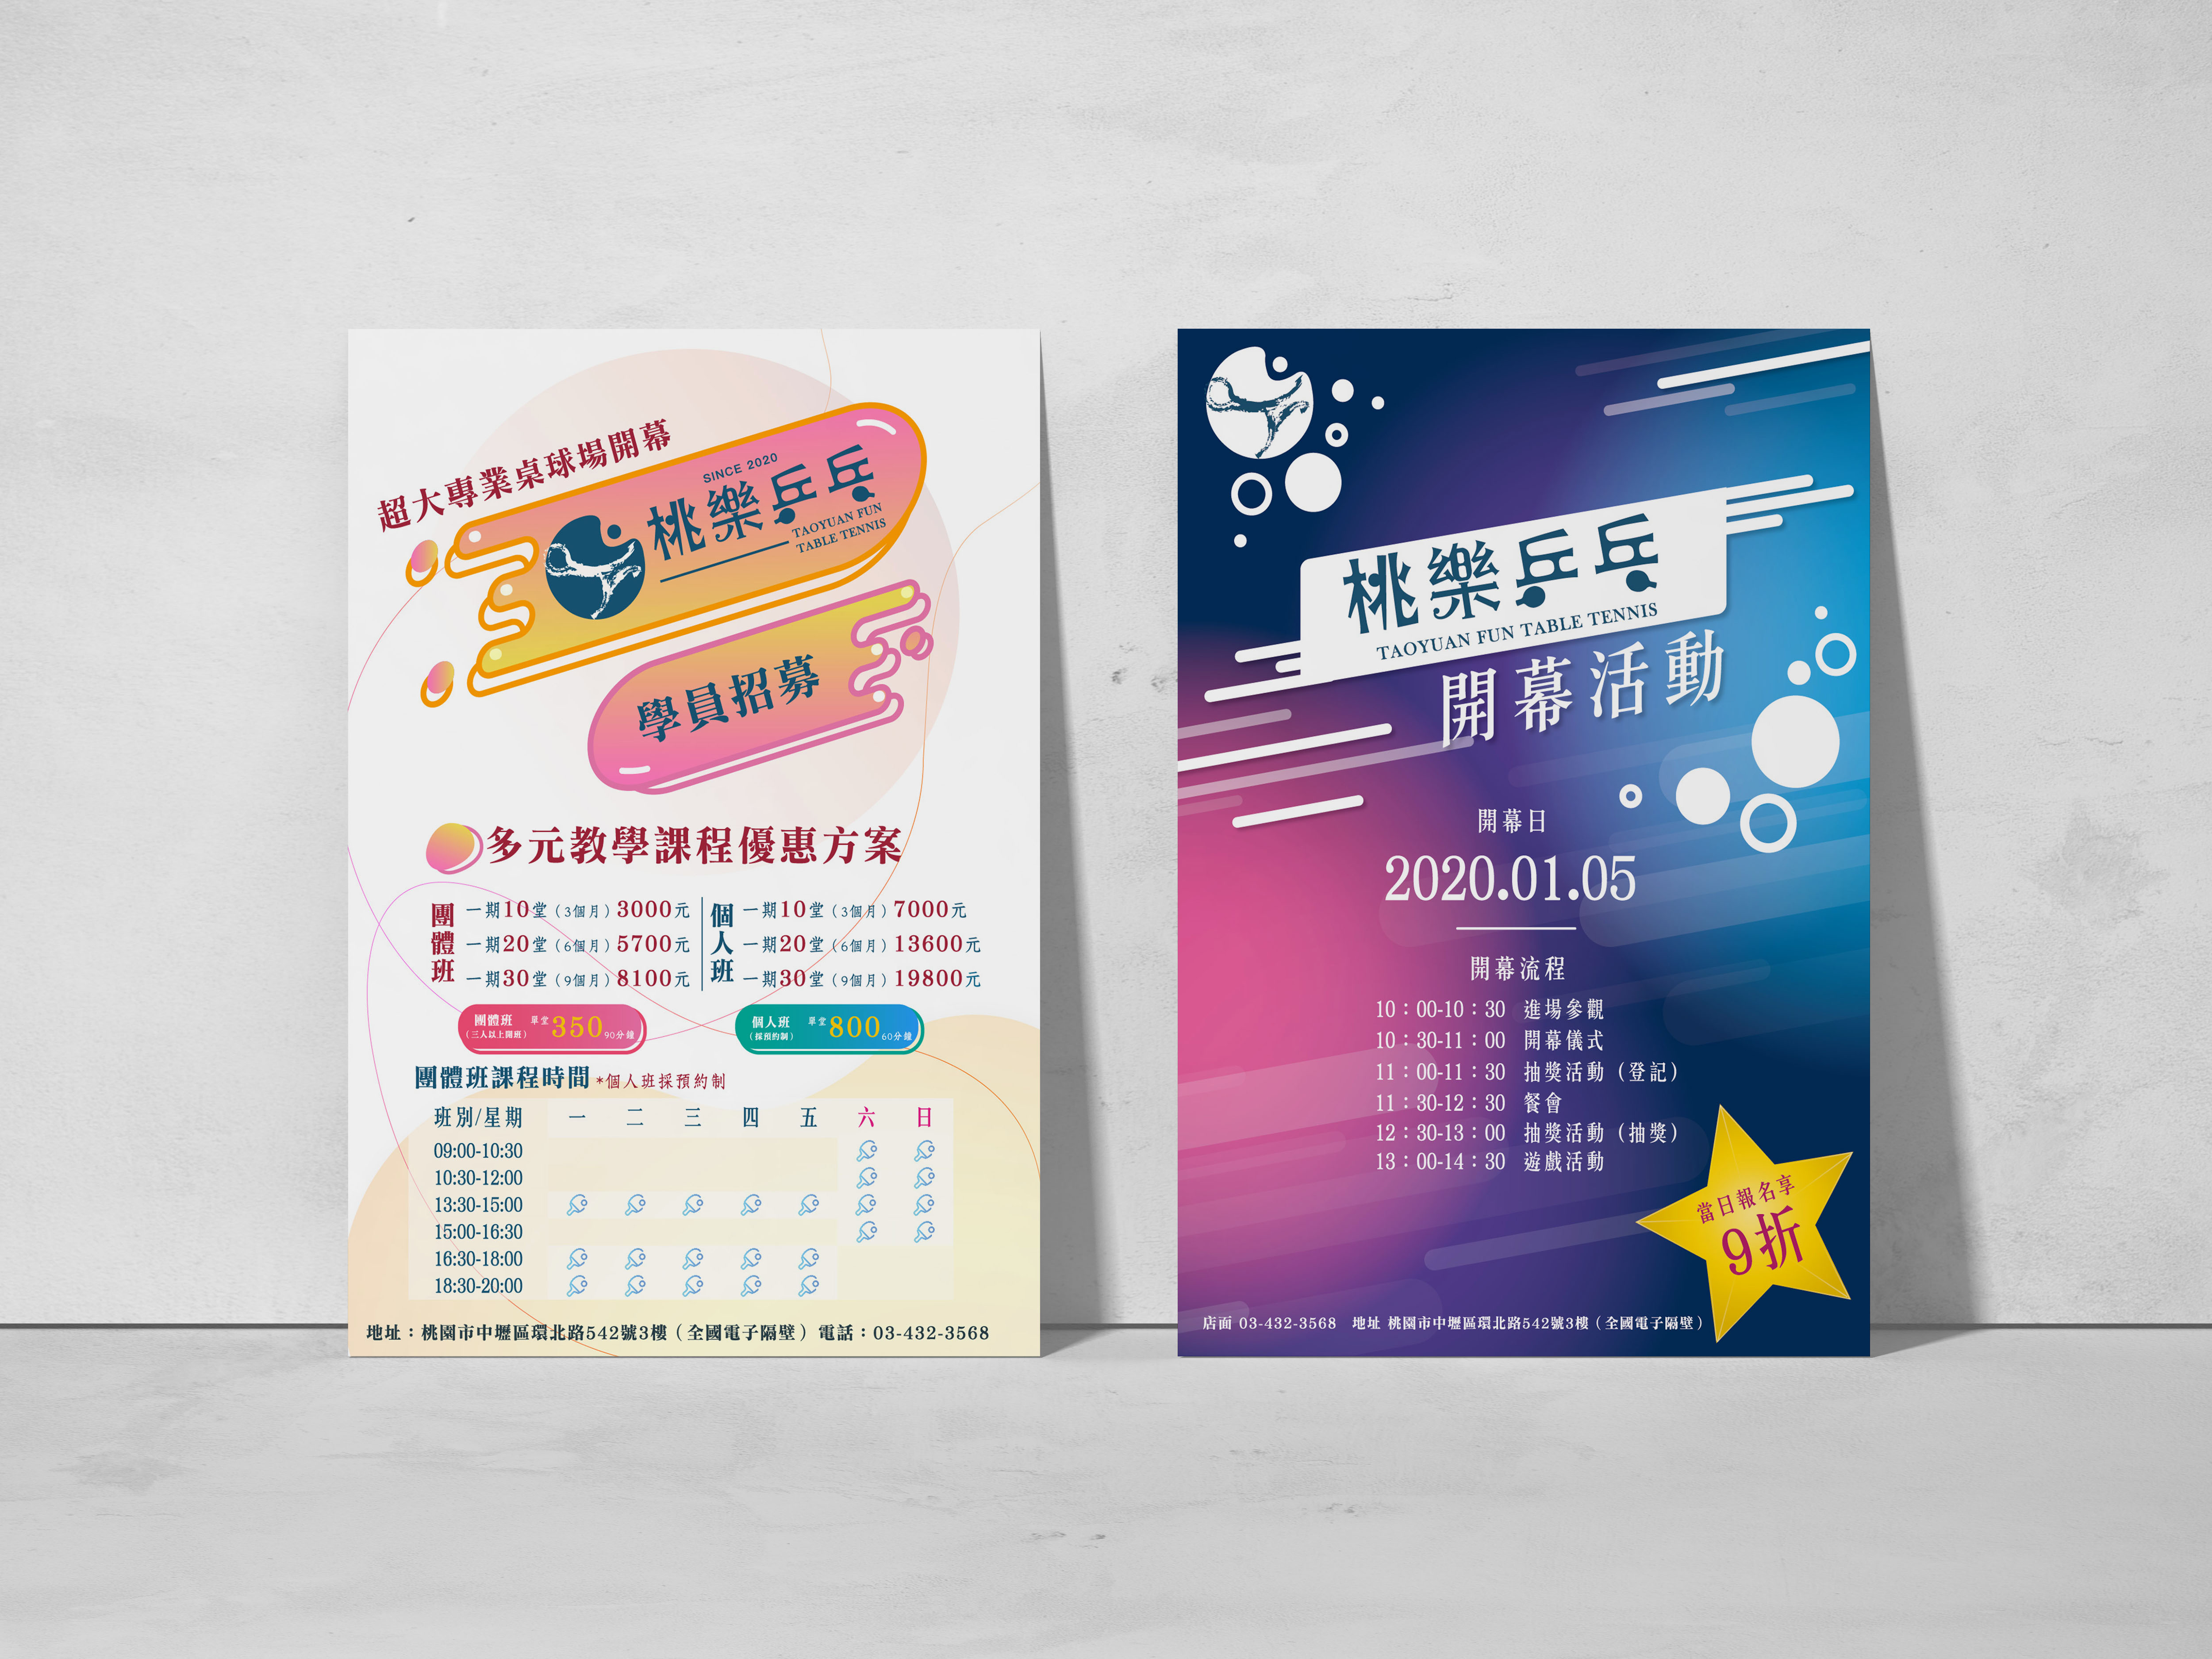 超大專業桌球場開幕
SINCE 2020
桃樂乒乓
TAOYUAN FUN
TABLE TENNIS
學員招募
多元教學課程優惠方案
團體班
一期10堂（3個月）3000元
一期20堂（6個月）5700元
一期30堂（9個月）8100元
個人班
一期10堂（3個月）7000元
一期20堂（6個月）13600元
一期30堂（9個月）19800元
團體班
（三人以上開班）
單堂350 90分鐘
個人班
（採預約制）
單堂800 60分鐘
團體班課程時間 *個人班採預約制
班別/星期 一 二 三 四 五 六 日
09:00-10:30
10:30-12:00
13:30-15:00
15:00-16:30
16:30-18:00
18:30-20:00
地址：桃園市中壢區環北路542號3樓（全國電子隔壁）電話：03-432-3568
桃樂乒乓
TAOYUAN FUN TABLE TENNIS
開幕活動
開幕日
2020.01.05
開幕流程
10：00-10：30 進場參觀
10：30-11：00 開幕儀式
11：00-11：30 抽獎活動（登記）
11：30-12：30 餐會
12：30-13：00 抽獎活動（抽獎）
13：00-14：30 遊戲活動
當日報名享
9折
店面 03-432-3568 地址 桃園市中壢區環北路542號3樓（全國電子隔壁）